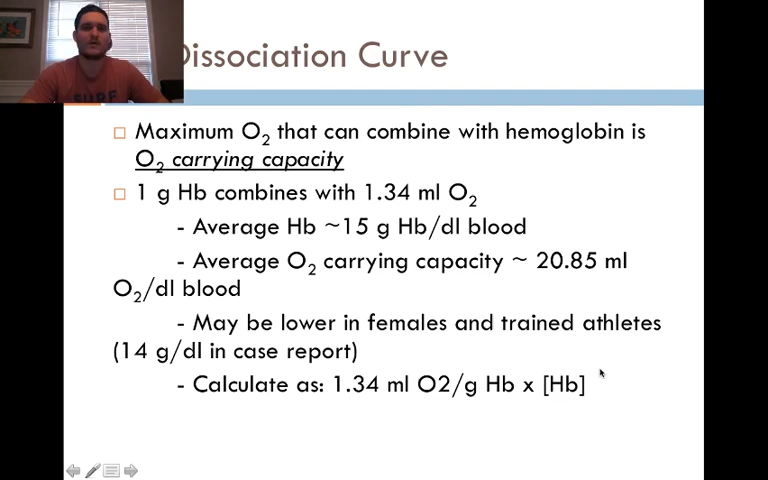 Dissociation Curve
Maximum O₂ that can combine with hemoglobin is
O₂ carrying capacity
1 g Hb combines with 1.34 ml O₂
- Average Hb ~15 g Hb/dl blood
- Average O₂ carrying capacity ~ 20.85 ml
O₂/dl blood
- May be lower in females and trained athletes
(14 g/dl in case report)
- Calculate as: 1.34 ml O2/g Hb x [Hb]